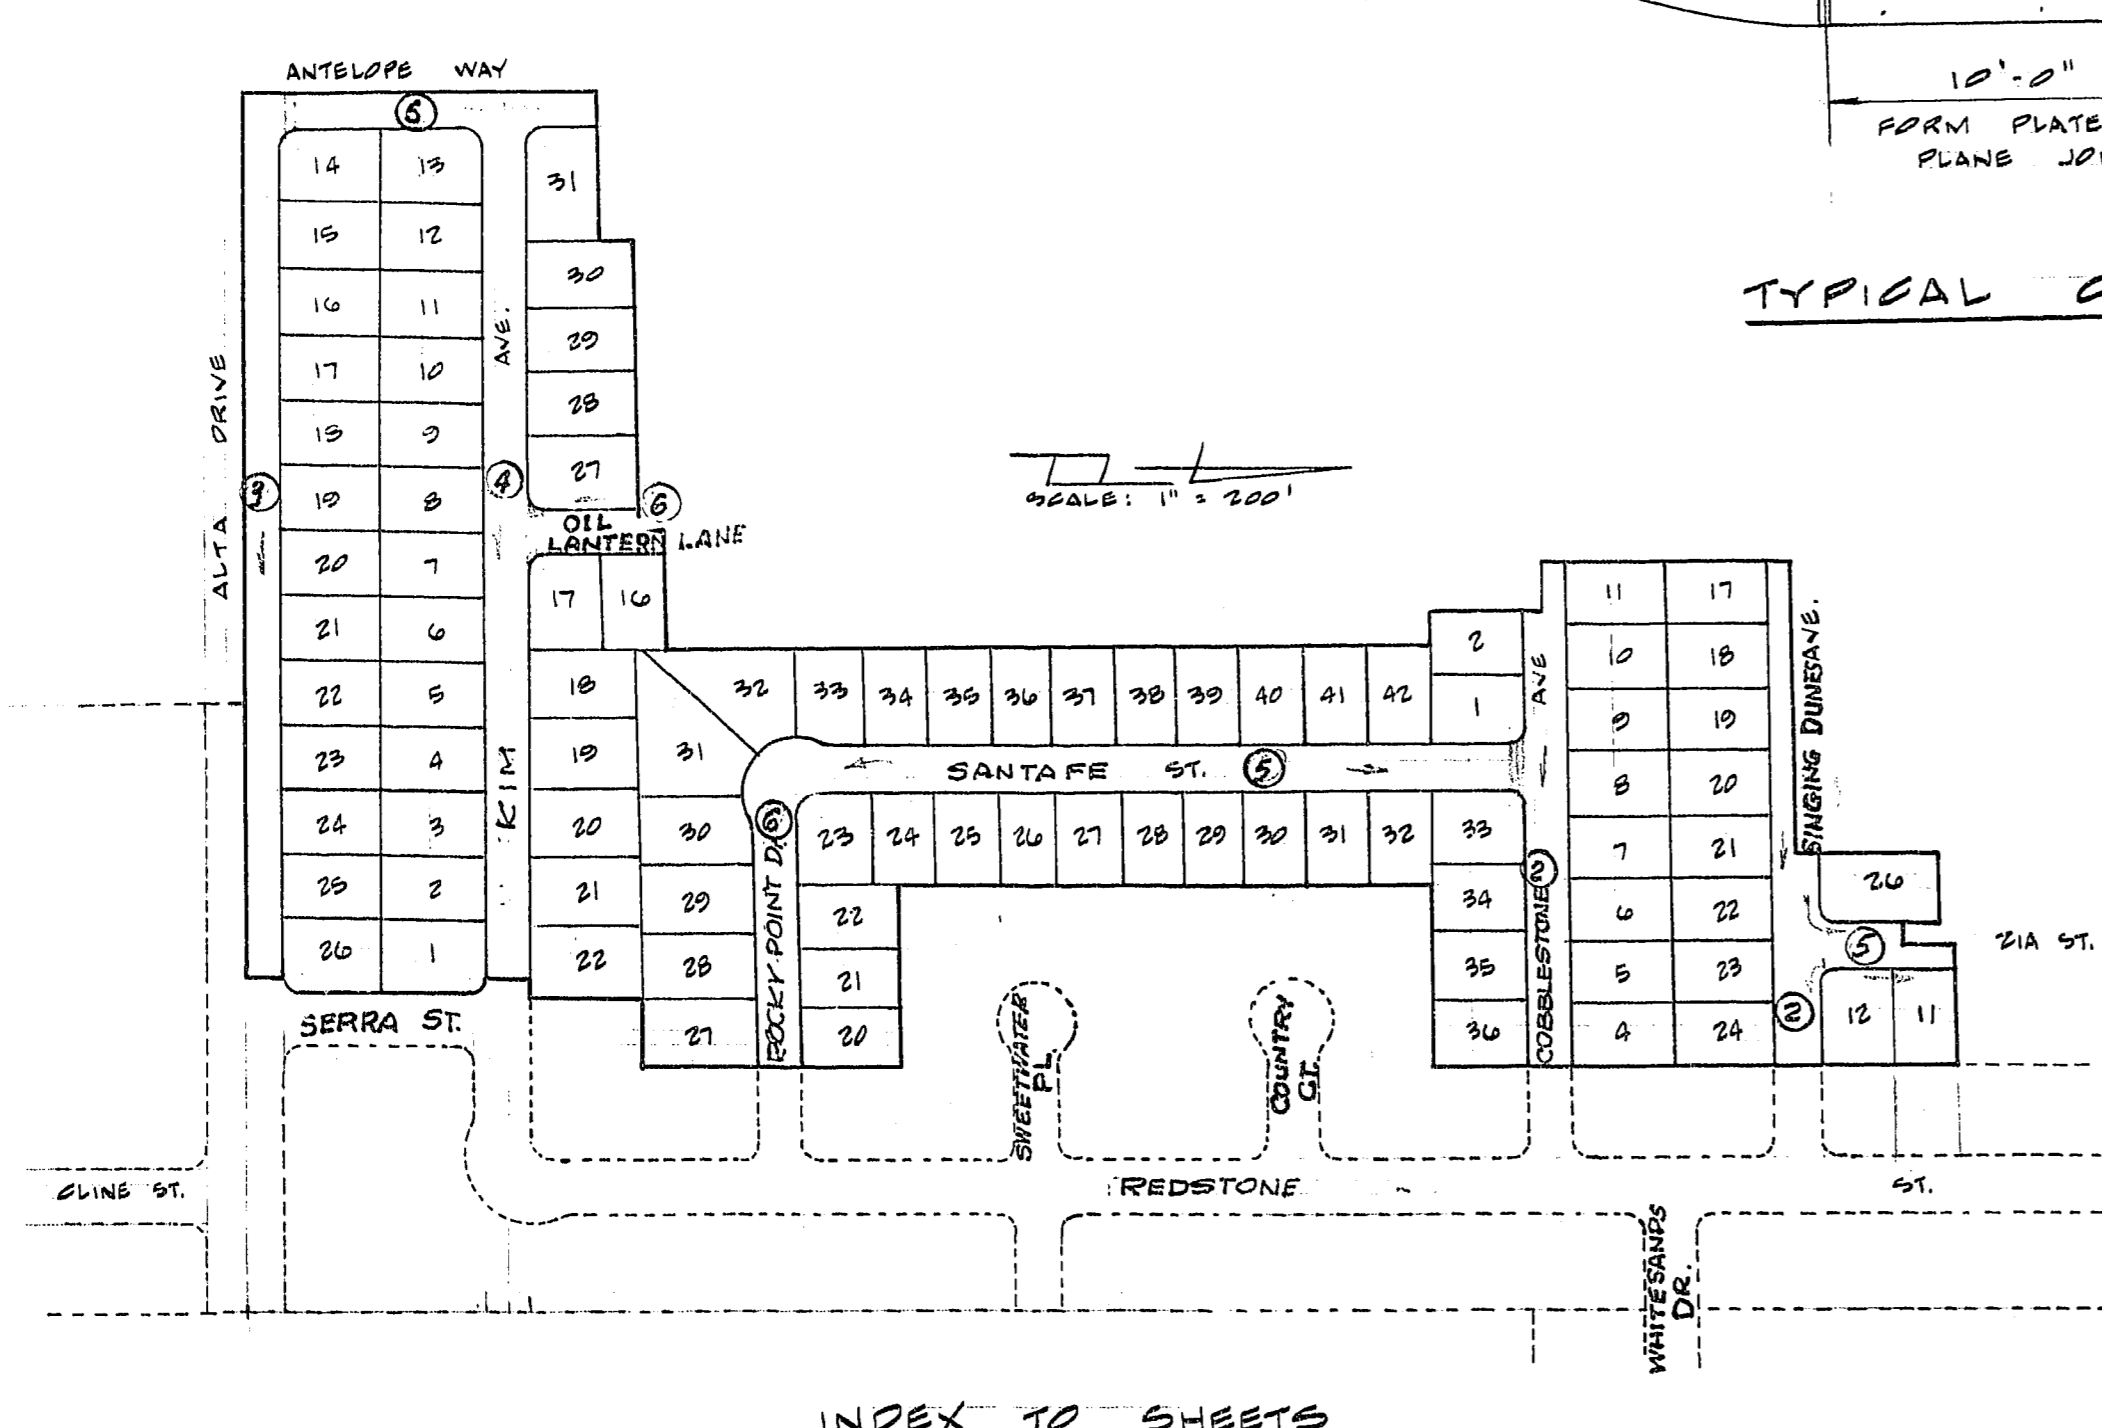 ANTELOPE WAY
5
14 13
31
15 12
30
16 11
29
17 10
28
18 9
27
19 8
3
4
6
AVE.
ALTA DRIVE
OIL
LANTERN LANE
20 7
17 16
21 6
22 5
18
23 4
19
24 3
20
25 2
21
26 1
22
KIM
SERRA ST.
10'-0"
FORM PLATE
PLANE JO
TYPICAL C
SCALE: 1" = 200'
32 33 34 35 36 37 38 39 40 41 42
31
30
29
28
27
SANTA FE ST. 5
23 24 25 26 27 28 29 30 31 32
22
21
20
ROCKY POINT DR.
2
1
33
34
35
36
AVE
2
COBBLESTONE
11 17
10 18
9 19
8 20
7 21
6 22
5 23
4 24
SINGING DUNES AVE.
26
5
ZIA ST.
2
12 11
SWEETWATER
PL.
COUNTRY
CT.
CLINE ST.
REDSTONE ST.
WHITESANDS
DR.
INDEX TO SHEETS